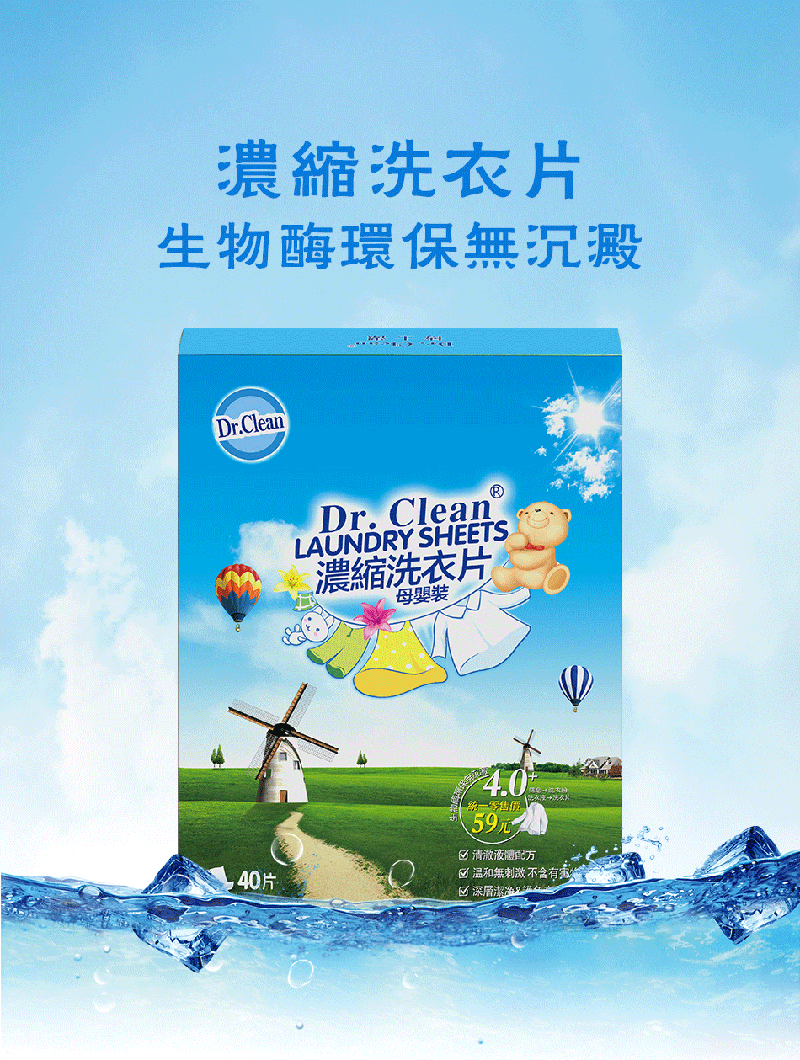 濃縮洗衣片
生物酶環保無沉澱
Dr.Clean
Dr. Clean®
LAUNDRY SHEETS
濃縮洗衣片
母嬰裝
4.0+
統一零售價
59元
清澈液體配方
溫和無刺激 不含有
深層潔淨
40片